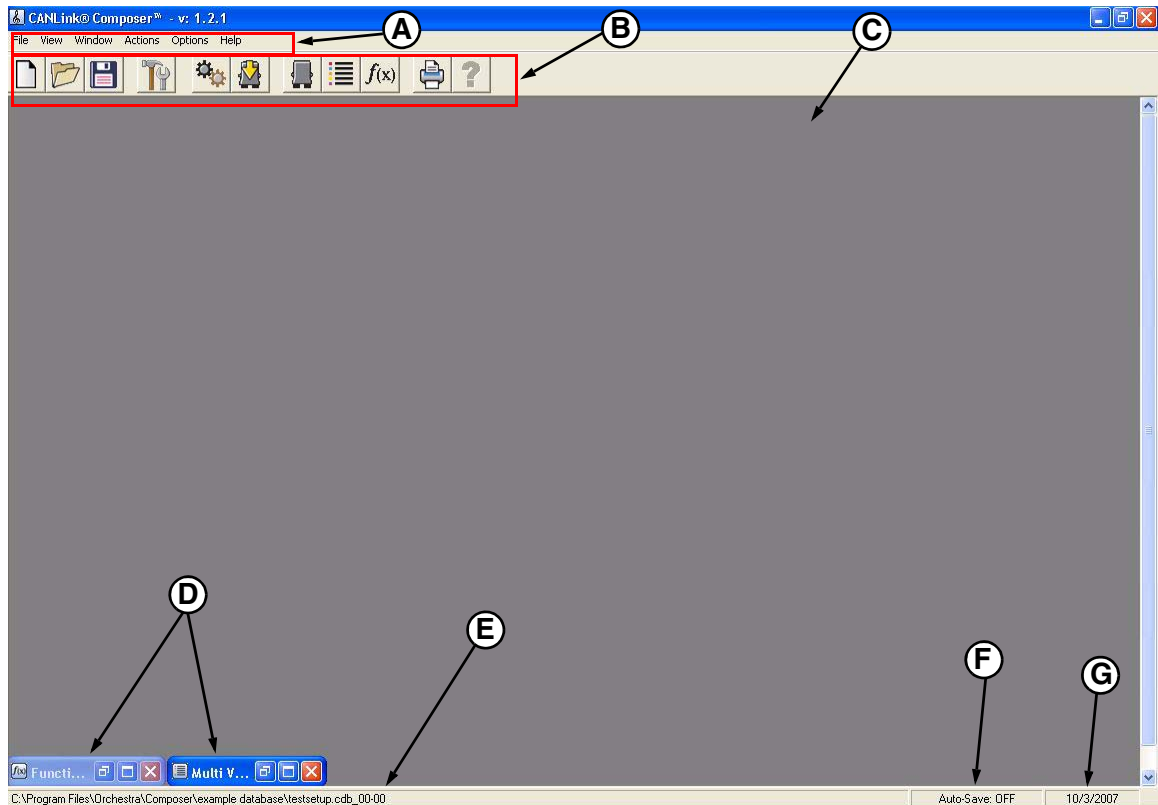 CANLink® Composer™ - v: 1.2.1
File View Window Actions Options Help
A
B
C
f(x)
?
D
E
F
G
f(x) Functi...
Multi V...
C:\Program Files\Orchestra\Composer\example database\testsetup.cdb_00-00
Auto-Save: OFF
10/3/2007